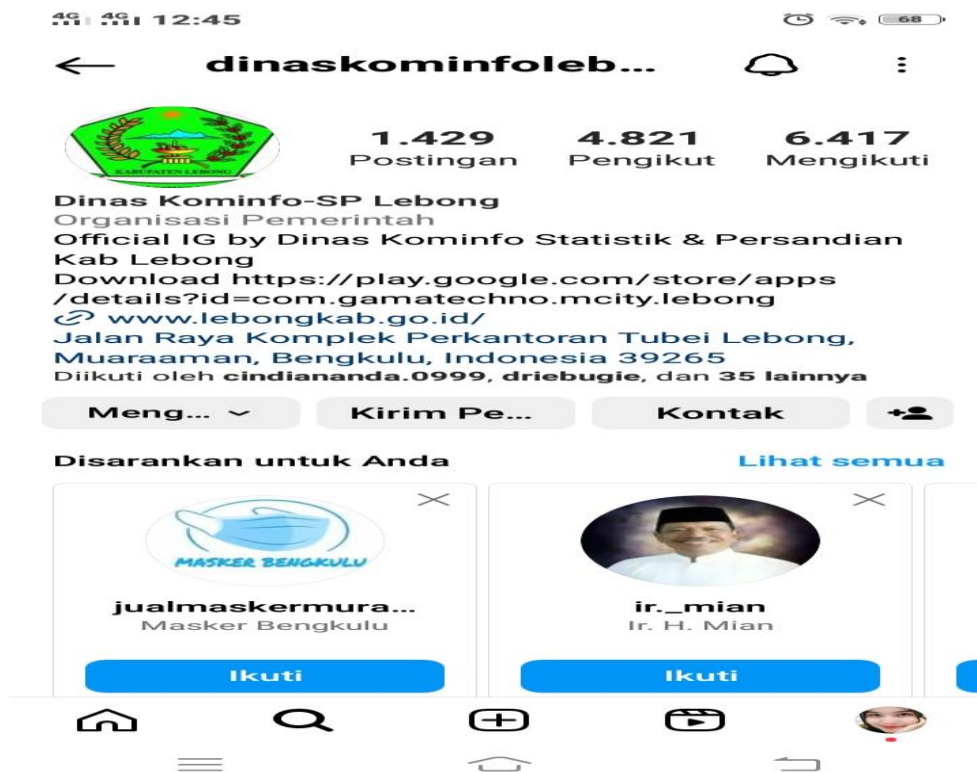 4G 4G 12:45 68
dinaskominfoleb...
KABUPATEN LEBONG
1.429 4.821 6.417
Postingan Pengikut Mengikuti
Dinas Kominfo-SP Lebong
Organisasi Pemerintah
Official IG by Dinas Kominfo Statistik & Persandian
Kab Lebong
Download https://play.google.com/store/apps
/details?id=com.gamatechno.mcity.lebong
www.lebongkab.go.id/
Jalan Raya Komplek Perkantoran Tubei Lebong,
Muaraaman, Bengkulu, Indonesia 39265
Diikuti oleh cindiananda.0999, driebugie, dan 35 lainnya
Meng... Kirim Pe... Kontak
Disarankan untuk Anda Lihat semua
MASKER BENGKULU
jualmaskermura... ir._mian
Masker Bengkulu Ir. H. Mian
Ikuti Ikuti